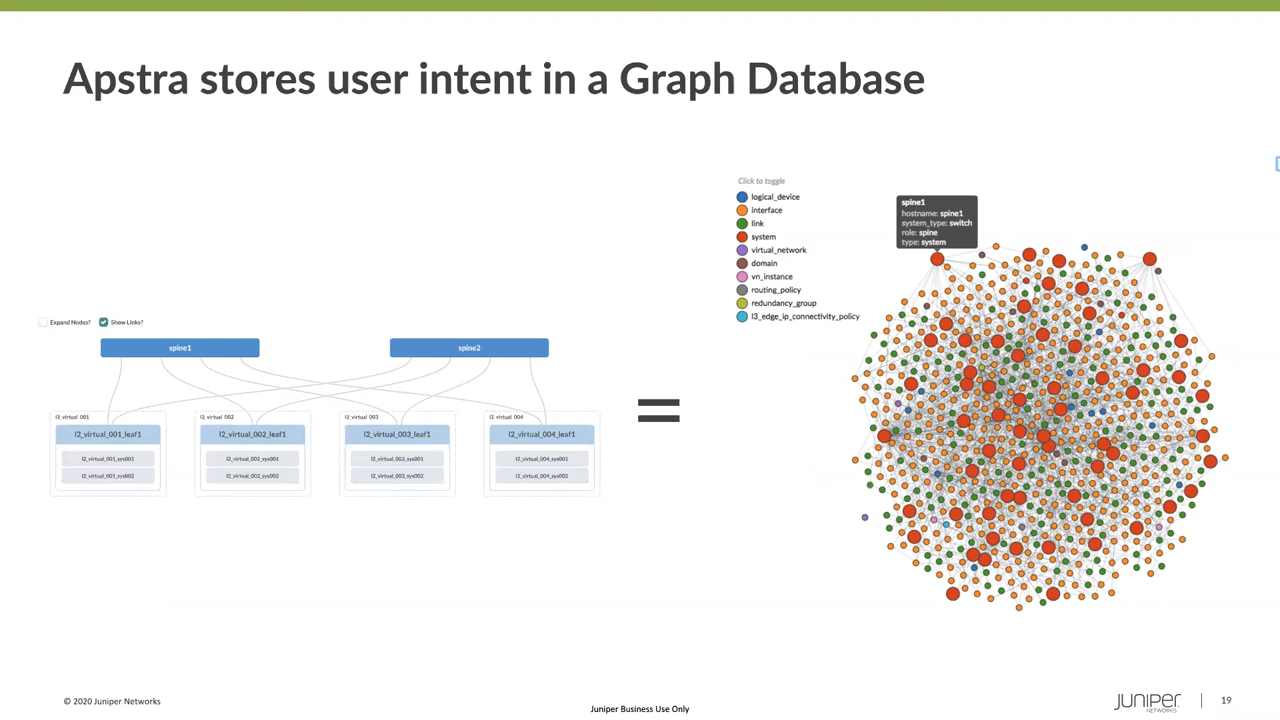 Apstra stores user intent in a Graph Database
Click to toggle
logical_device
interface
link
system
virtual_network
domain
vn_instance
routing_policy
redundancy_group
l3_edge_ip_connectivity_policy
spine1
hostname: spine1
system_type: switch
role: spine
type: system
Expand Nodes?
Show Links?
spine1
spine2
l2_virtual_001
l2_virtual_002
l2_virtual_003
l2_virtual_004
l2_virtual_001_leaf1
l2_virtual_002_leaf1
l2_virtual_003_leaf1
l2_virtual_004_leaf1
l2_virtual_001_sys001
l2_virtual_002_sys001
l2_virtual_003_sys001
l2_virtual_004_sys001
l2_virtual_001_sys002
l2_virtual_002_sys002
l2_virtual_003_sys002
l2_virtual_004_sys002
=
© 2020 Juniper Networks
Juniper Business Use Only
JUNIPER
NETWORKS
19